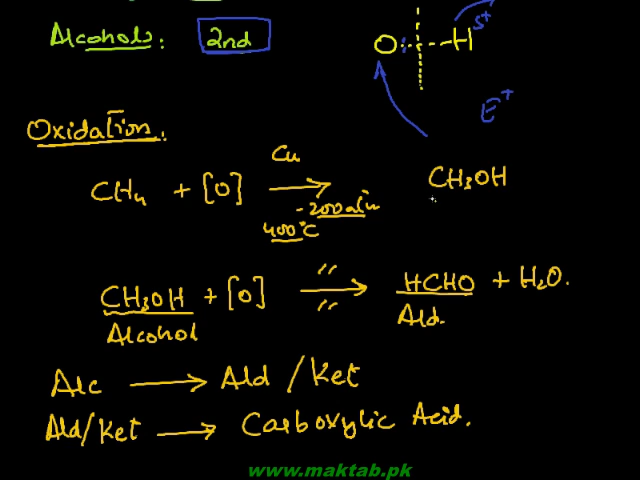 Alcohols: 2nd
O : H δ+
E+
Oxidation.
CH4 + [O] Cu 400°C -200atm → CH3OH
CH3OH + [O] " " → HCHO + H2O.
Alcohol Ald.
Alc → Ald / Ket
Ald/Ket → Carboxylic Acid.
www.maktab.pk